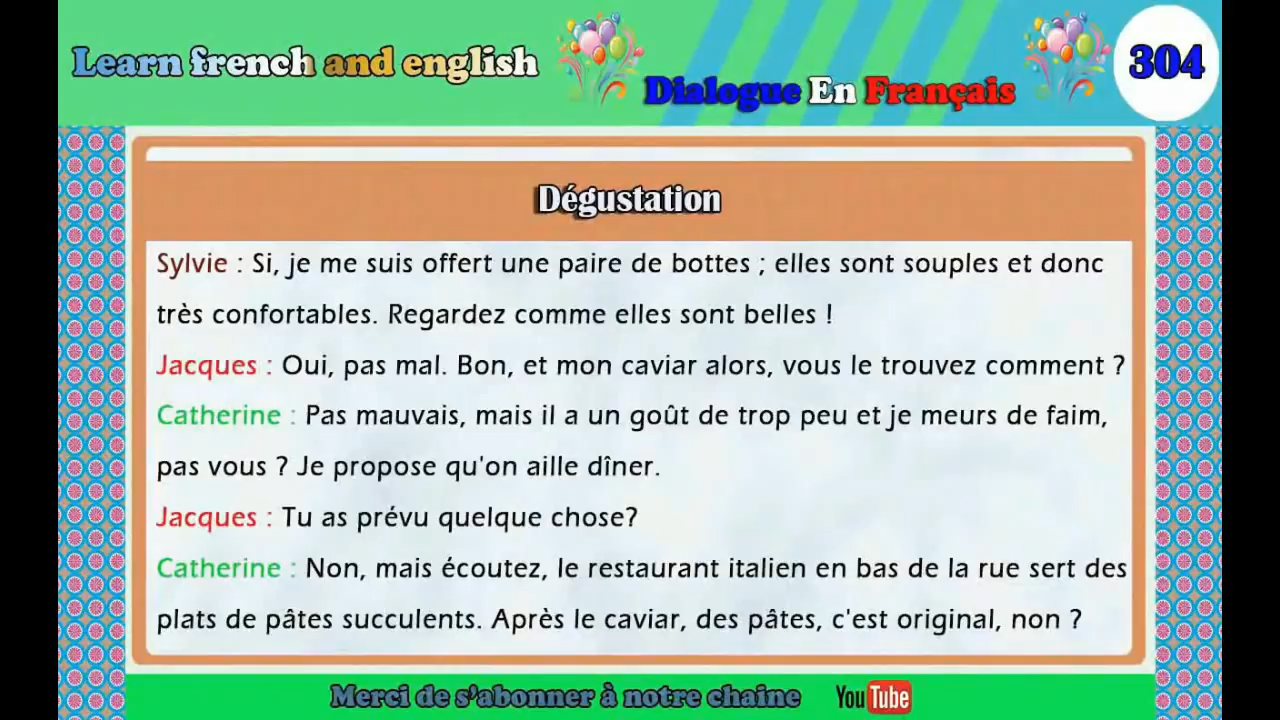 Learn french and english
Dialogue En Français
304
Dégustation
Sylvie : Si, je me suis offert une paire de bottes ; elles sont souples et donc
très confortables. Regardez comme elles sont belles !
Jacques : Oui, pas mal. Bon, et mon caviar alors, vous le trouvez comment ?
Catherine : Pas mauvais, mais il a un goût de trop peu et je meurs de faim,
pas vous ? Je propose qu'on aille dîner.
Jacques : Tu as prévu quelque chose?
Catherine : Non, mais écoutez, le restaurant italien en bas de la rue sert des
plats de pâtes succulents. Après le caviar, des pâtes, c'est original, non ?
Merci de s'abonner à notre chaine YouTube